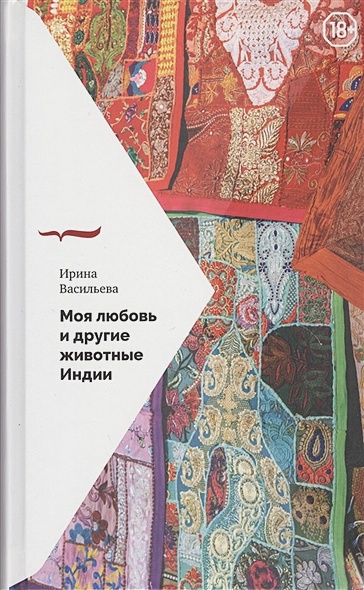 18+
Ирина
Васильева
Моя любовь
и другие
животные
Индии